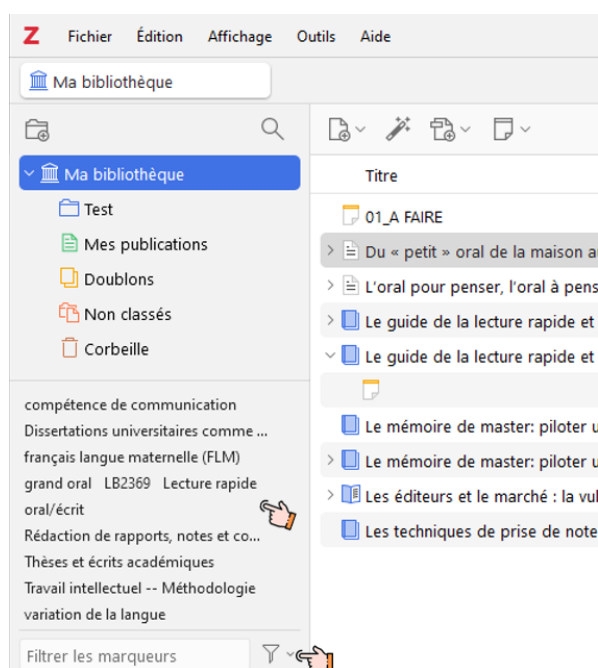 Z Fichier Édition Affichage Outils Aide
Ma bibliothèque
Ma bibliothèque
Test
Mes publications
Doublons
Non classés
Corbeille
compétence de communication
Dissertations universitaires comme ...
français langue maternelle (FLM)
grand oral LB2369 Lecture rapide
oral/écrit
Rédaction de rapports, notes et co...
Thèses et écrits académiques
Travail intellectuel -- Méthodologie
variation de la langue
Filtrer les marqueurs
Titre
01_A FAIRE
Du « petit » oral de la maison au
L'oral pour penser, l'oral à pens
Le guide de la lecture rapide et
Le guide de la lecture rapide et
Le mémoire de master: piloter u
Le mémoire de master: piloter u
Les éditeurs et le marché : la vul
Les techniques de prise de note